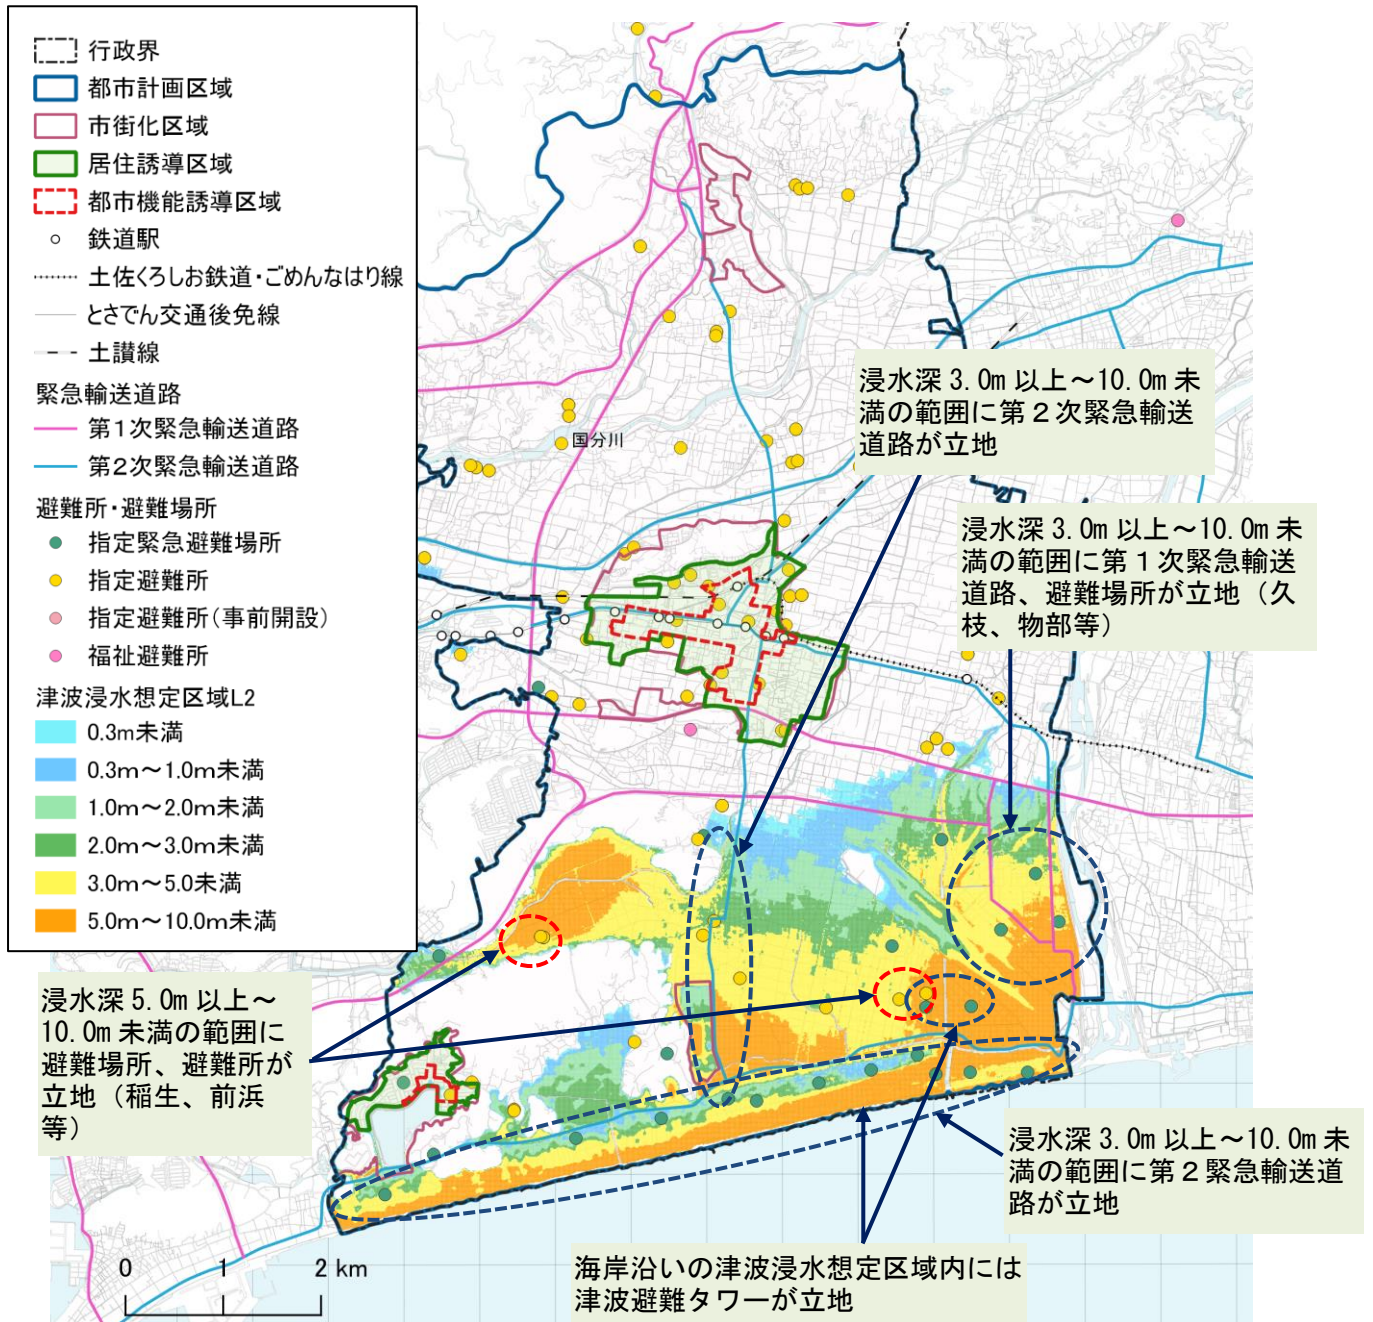 行政界
都市計画区域
市街化区域
居住誘導区域
都市機能誘導区域
鉄道駅
土佐くろしお鉄道・ごめんなはり線
とさでん交通後免線
土讃線
緊急輸送道路
第1次緊急輸送道路
第2次緊急輸送道路
避難所・避難場所
指定緊急避難場所
指定避難所
指定避難所(事前開設)
福祉避難所
津波浸水想定区域L2
0.3m未満
0.3m～1.0m未満
1.0m～2.0m未満
2.0m～3.0m未満
3.0m～5.0未満
5.0m～10.0m未満
国分川
浸水深 3.0m 以上～10.0m 未
満の範囲に第２次緊急輸送
道路が立地
浸水深 3.0m 以上～10.0m 未
満の範囲に第１次緊急輸送
道路、避難場所が立地（久
枝、物部等）
浸水深 5.0m 以上～
10.0m 未満の範囲に
避難場所、避難所が
立地（稲生、前浜
等）
浸水深 3.0m 以上～10.0m 未
満の範囲に第２緊急輸送道
路が立地
海岸沿いの津波浸水想定区域内には
津波避難タワーが立地
0 1 2 km